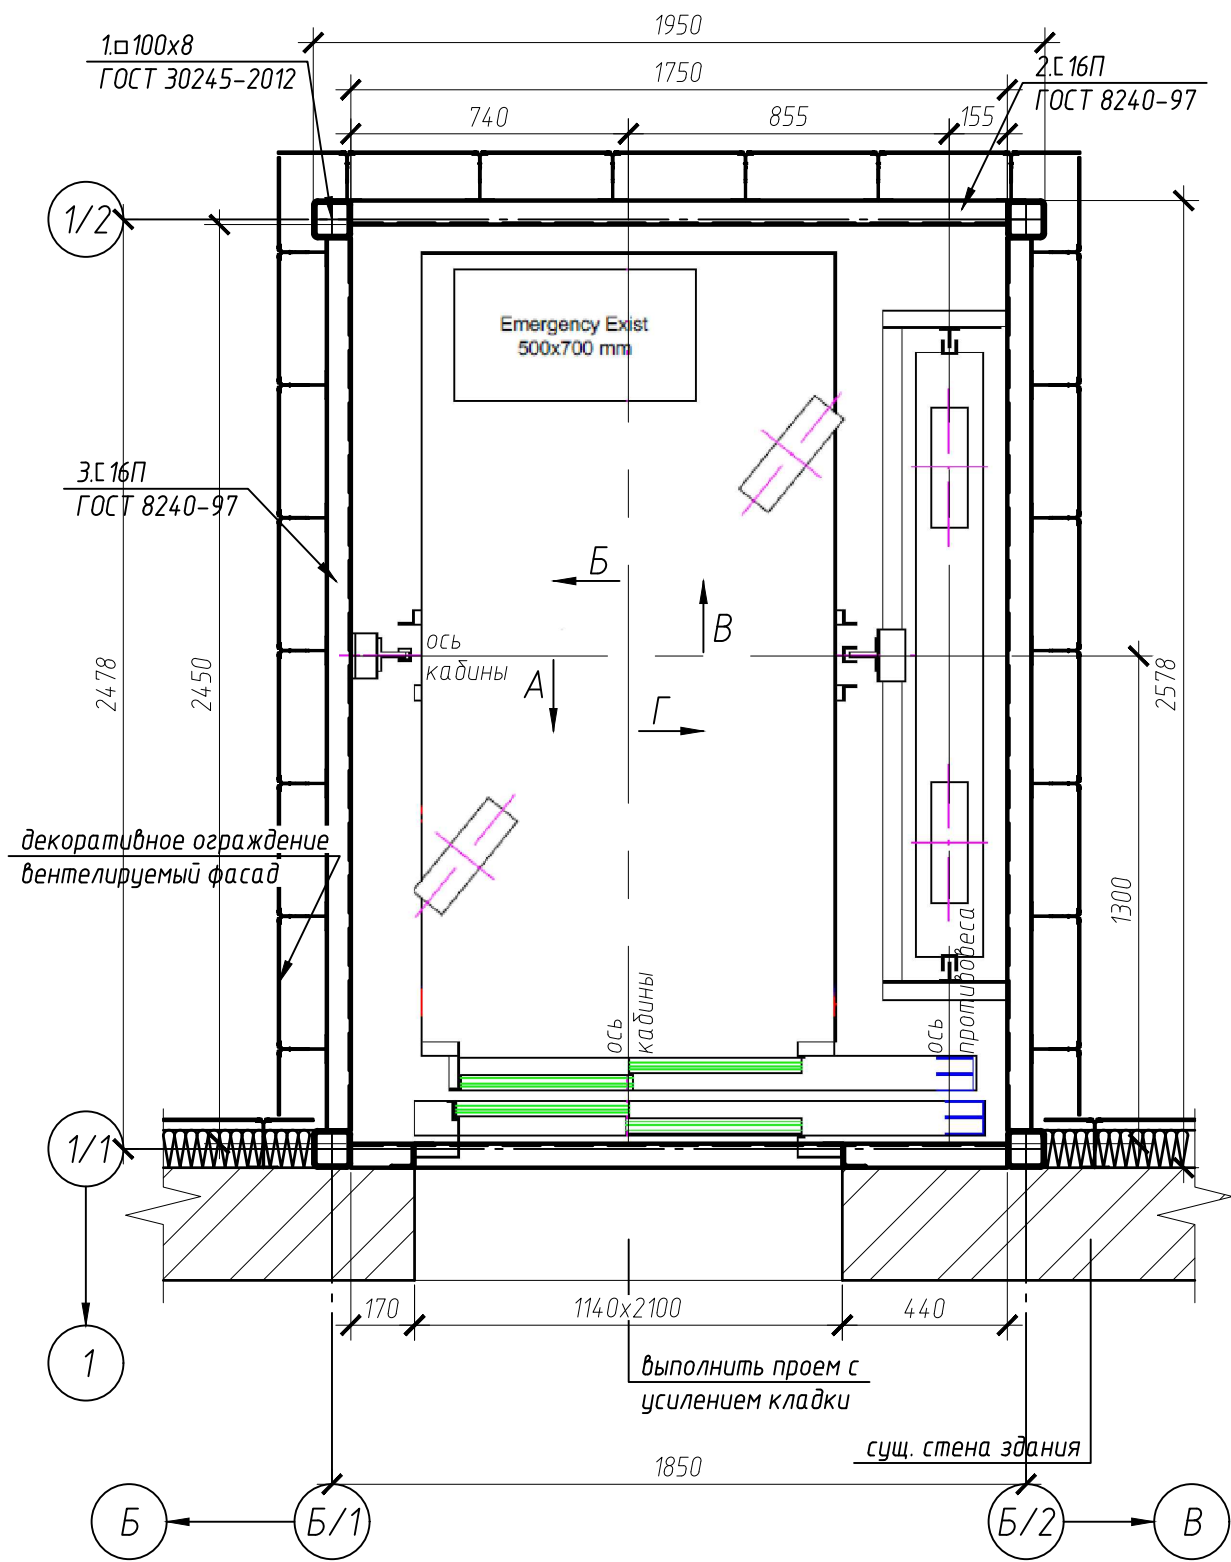 1950
1.□100х8
ГОСТ 30245-2012
1750
2.⊏16П
ГОСТ 8240-97
740
855
155
1/2
Emergency Exist
500x700 mm
3.⊏16П
ГОСТ 8240-97
Б
В
ось
кабины
А
Г
2478
2450
2578
декоративное ограждение
вентелируемый фасад
1300
ось
кабины
ось
противовеса
1/1
170
1140х2100
440
1
выполнить проем с
усилением кладки
сущ. стена здания
1850
Б
Б/1
Б/2
В